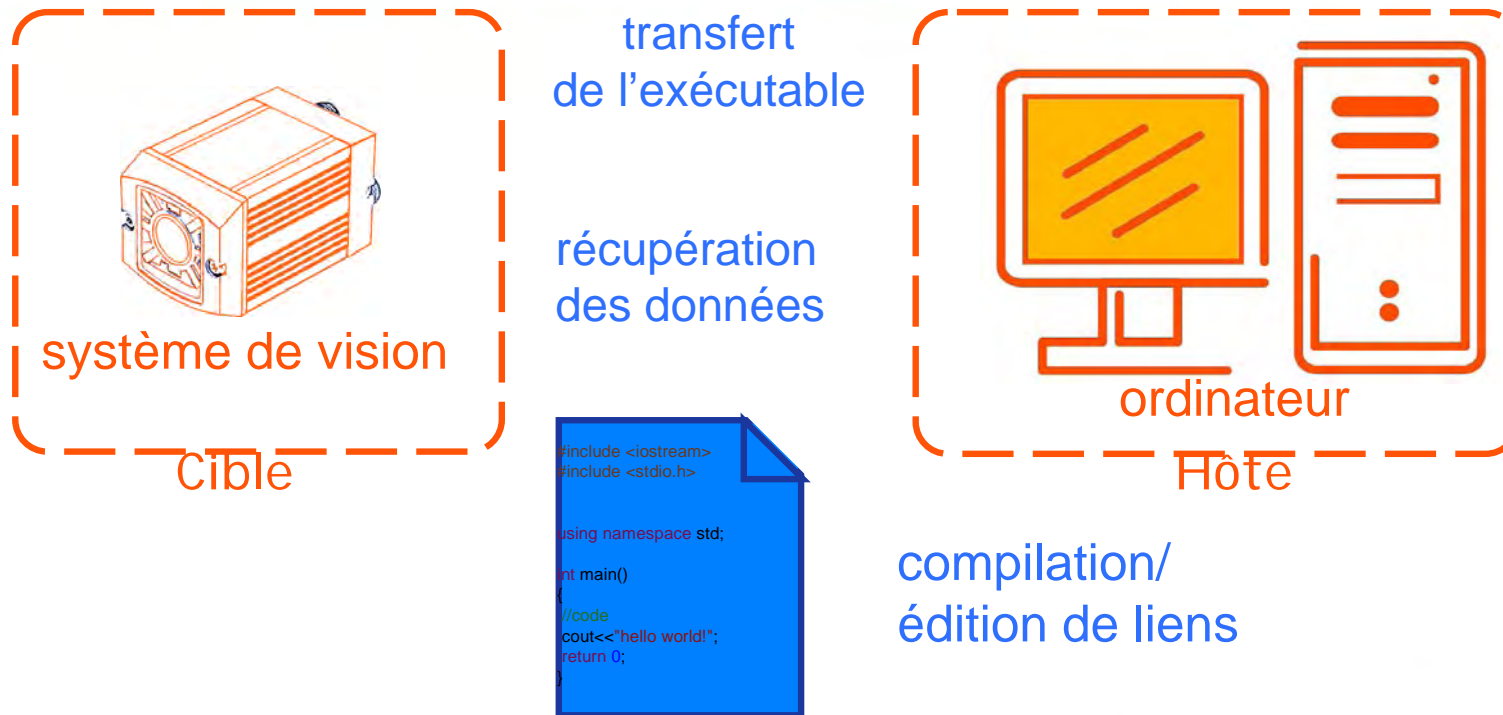 transfert
de l'exécutable
récupération
des données
système de vision
Cible
ordinateur
Hôte
#include <iostream>
#include <stdio.h>
using namespace std;
int main()
{
//code
cout<<"hello world!";
return 0;
}
compilation/
édition de liens